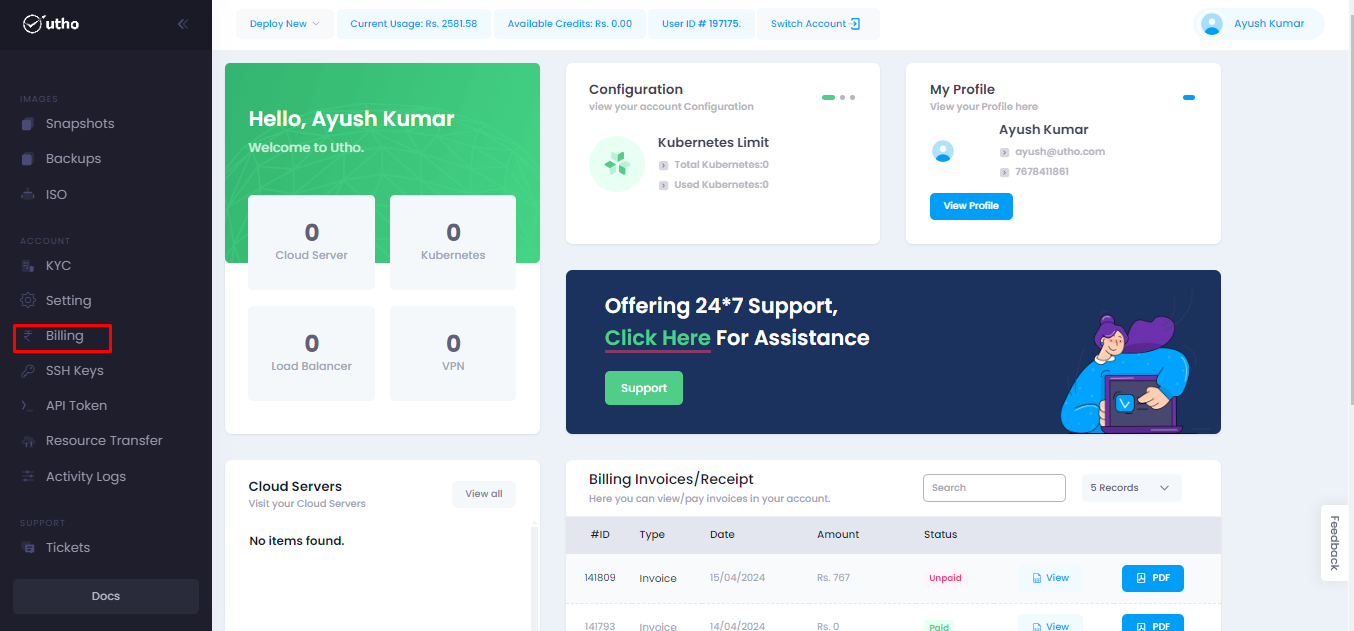 utho
Deploy New
Current Usage: Rs. 2581.58
Available Credits: Rs. 0.00
User ID # 197175.
Switch Account
Ayush Kumar
IMAGES
Snapshots
Backups
ISO
ACCOUNT
KYC
Setting
Billing
SSH Keys
API Token
Resource Transfer
Activity Logs
SUPPORT
Tickets
Docs
Hello, Ayush Kumar
Welcome to Utho.
0
Cloud Server
0
Kubernetes
0
Load Balancer
0
VPN
Configuration
view your account Configuration
Kubernetes Limit
Total Kubernetes:0
Used Kubernetes:0
My Profile
View your Profile here
Ayush Kumar
ayush@utho.com
7678411861
View Profile
Offering 24*7 Support,
Click Here For Assistance
Support
Cloud Servers
Visit your Cloud Servers
View all
No items found.
Billing Invoices/Receipt
Here you can view/pay invoices in your account.
Search
5 Records
#ID Type Date Amount Status
141809 Invoice 15/04/2024 Rs. 767 Unpaid View PDF
141793 Invoice 14/04/2024 Rs. 0 Paid View PDF
Feedback